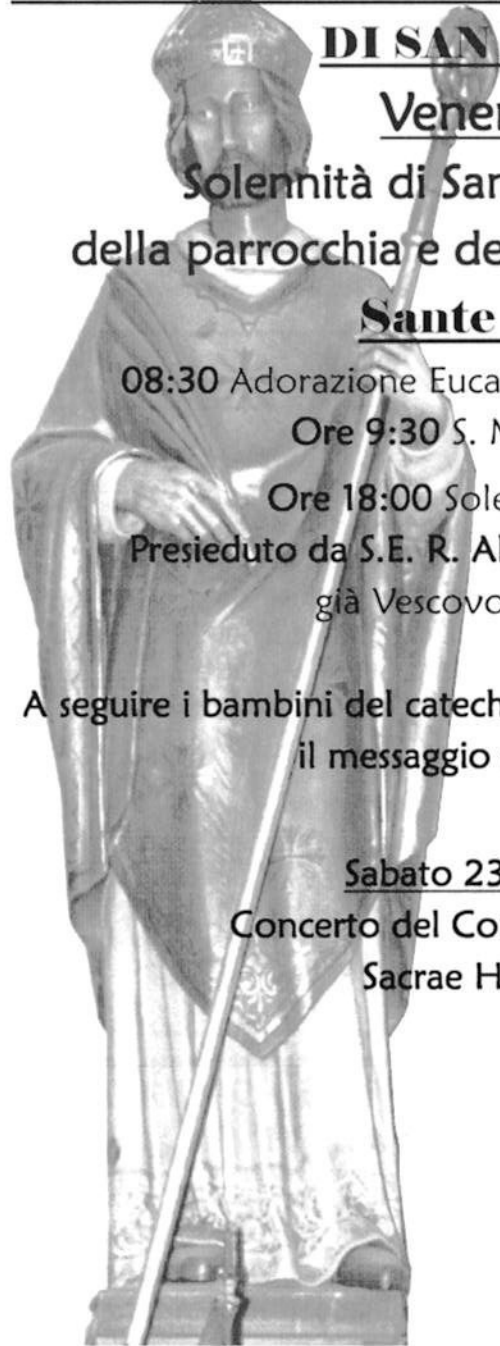 DI SAN
Vener
Solennità di San
della parrocchia e de
Sante
08:30 Adorazione Euca
Ore 9:30 S. M
Ore 18:00 Sole
Presieduto da S.E. R. Al
già Vescovo
A seguire i bambini del catech
il messaggio
Sabato 23
Concerto del Co
Sacrae H